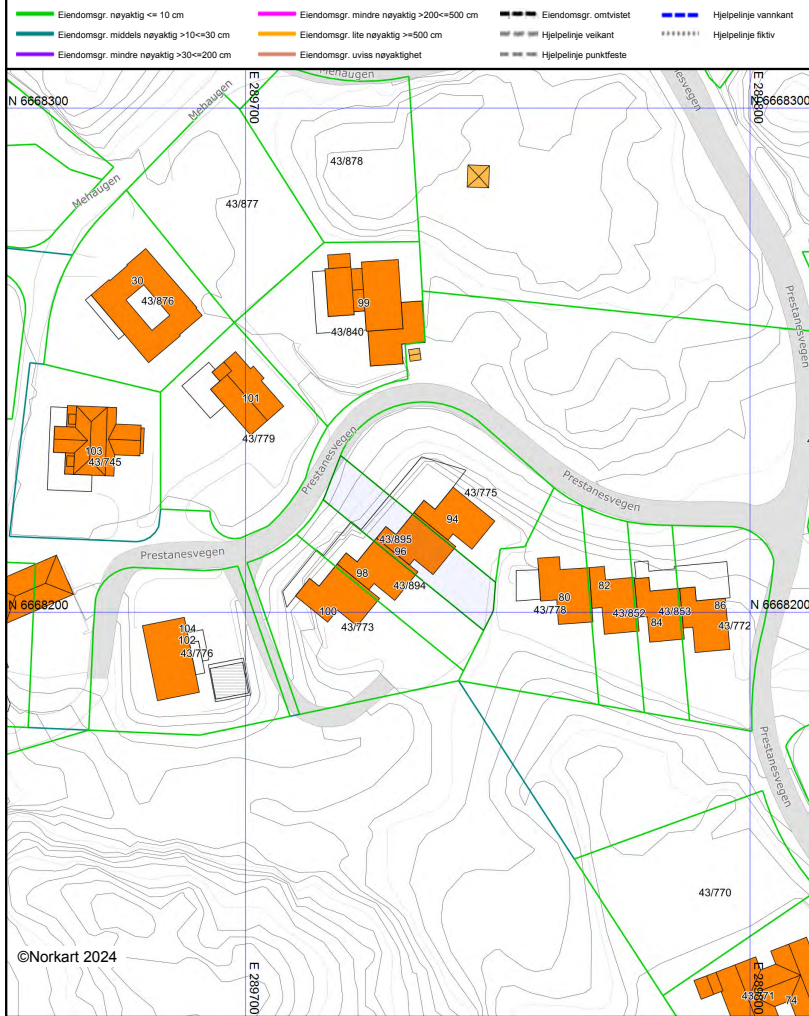 Eiendomsgr. nøyaktig <= 10 cm
Eiendomsgr. mindre nøyaktig >200<=500 cm
Eiendomsgr. omtvistet
Hjelpelinje vannkant
Eiendomsgr. middels nøyaktig >10<=30 cm
Eiendomsgr. lite nøyaktig >=500 cm
Hjelpelinje veikant
Hjelpelinje fiktiv
Eiendomsgr. mindre nøyaktig >30<=200 cm
Eiendomsgr. uviss nøyaktighet
Hjelpelinje punktfeste
Mehaugen
E 289700
E 289800
N 6668300
N 6668300
Mehaugen
43/878
Mehaugen
43/877
30
43/876
99
43/840
Prestanesvegen
101
43/779
103
43/745
Prestanesvegen
43/775
94
Prestanesvegen
43/895
96
98
43/894
Prestanesvegen
80
43/778
82
43/852
43/853
84
86
43/772
N 6668200
N 6668200
100
43/773
104
102
43/776
Prestanesvegen
43/770
©Norkart 2024
E 289700
E 289800
43/771
74